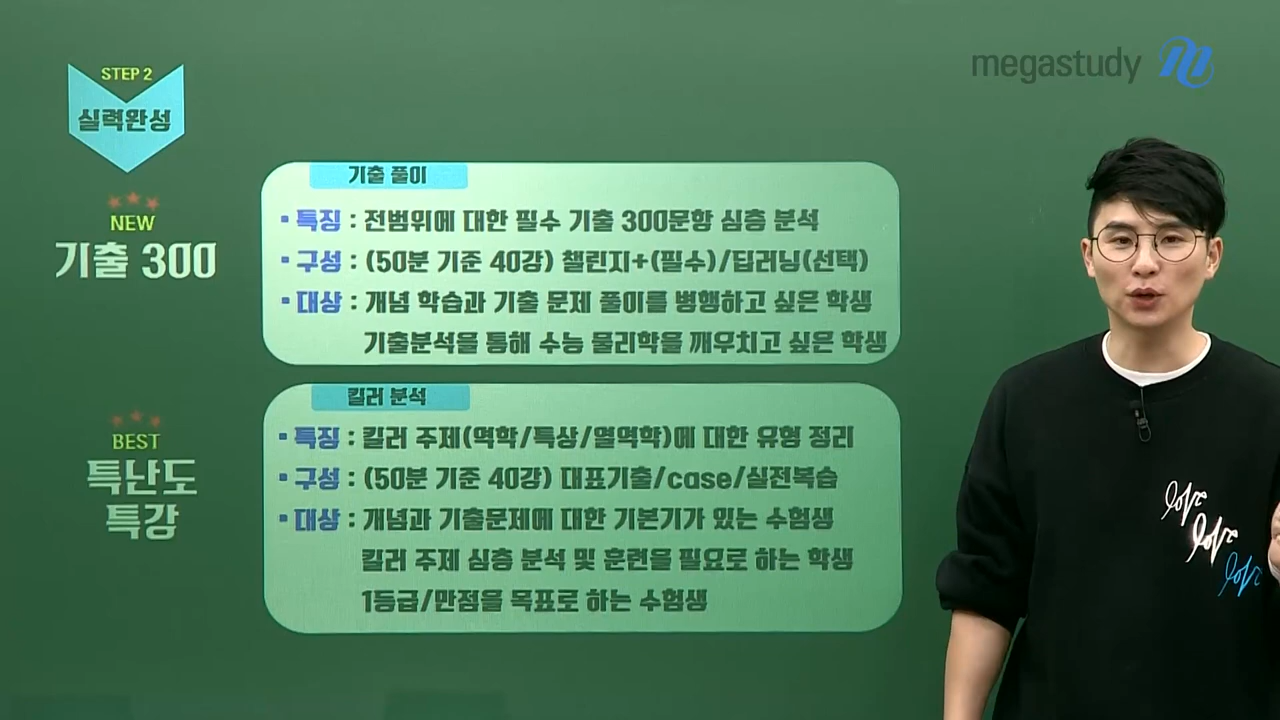 megastudy
STEP 2
실력완성
NEW
기출 300
기출 풀이
▪ 특징 : 전범위에 대한 필수 기출 300문항 심층 분석
▪ 구성 : (50분 기준 40강) 챌린지+(필수)/딥러닝(선택)
▪ 대상 : 개념 학습과 기출 문제 풀이를 병행하고 싶은 학생
기출분석을 통해 수능 물리학을 깨우치고 싶은 학생
BEST
특난도
특강
킬러 분석
▪ 특징 : 킬러 주제(역학/특상/열역학)에 대한 유형 정리
▪ 구성 : (50분 기준 40강) 대표기출/case/실전복습
▪ 대상 : 개념과 기출문제에 대한 기본기가 있는 수험생
킬러 주제 심층 분석 및 훈련을 필요로 하는 학생
1등급/만점을 목표로 하는 수험생
love
love
love